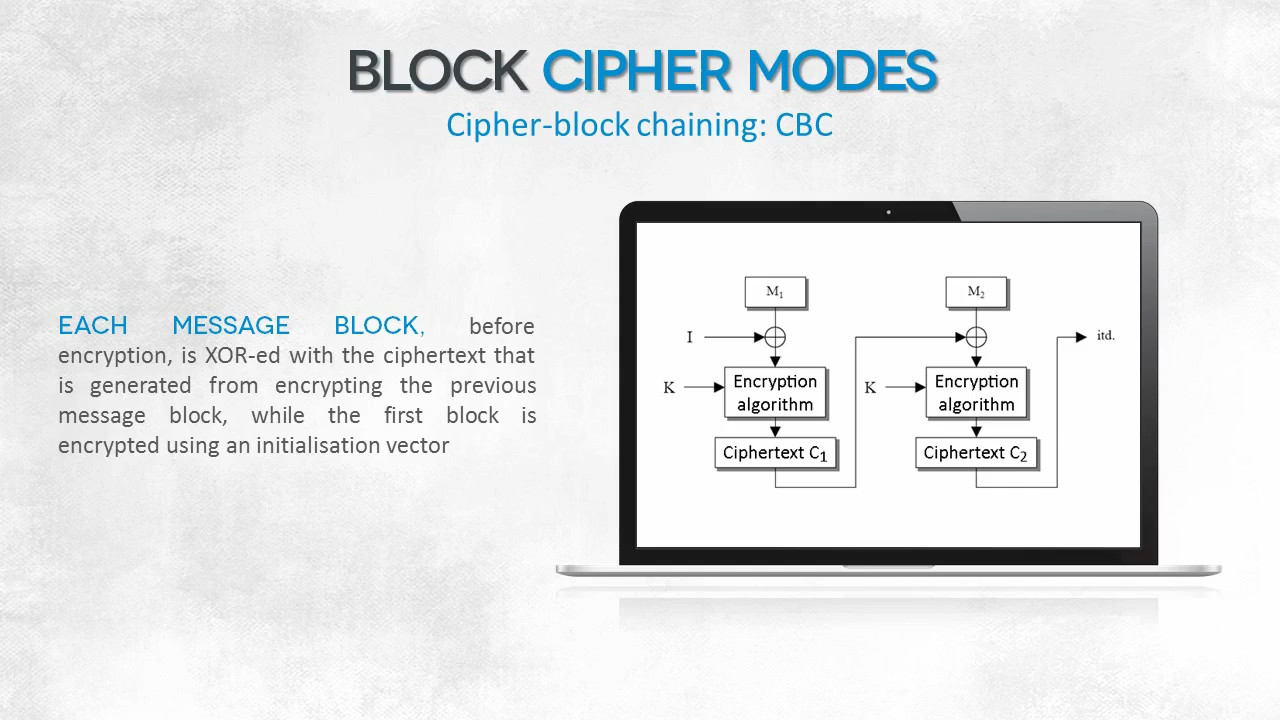 BLOCK CIPHER MODES
Cipher-block chaining: CBC
EACH MESSAGE BLOCK, before
encryption, is XOR-ed with the ciphertext that
is generated from encrypting the previous
message block, while the first block is
encrypted using an initialisation vector
M1 M2
I itd.
K Encryption algorithm K Encryption algorithm
Ciphertext C1 Ciphertext C2